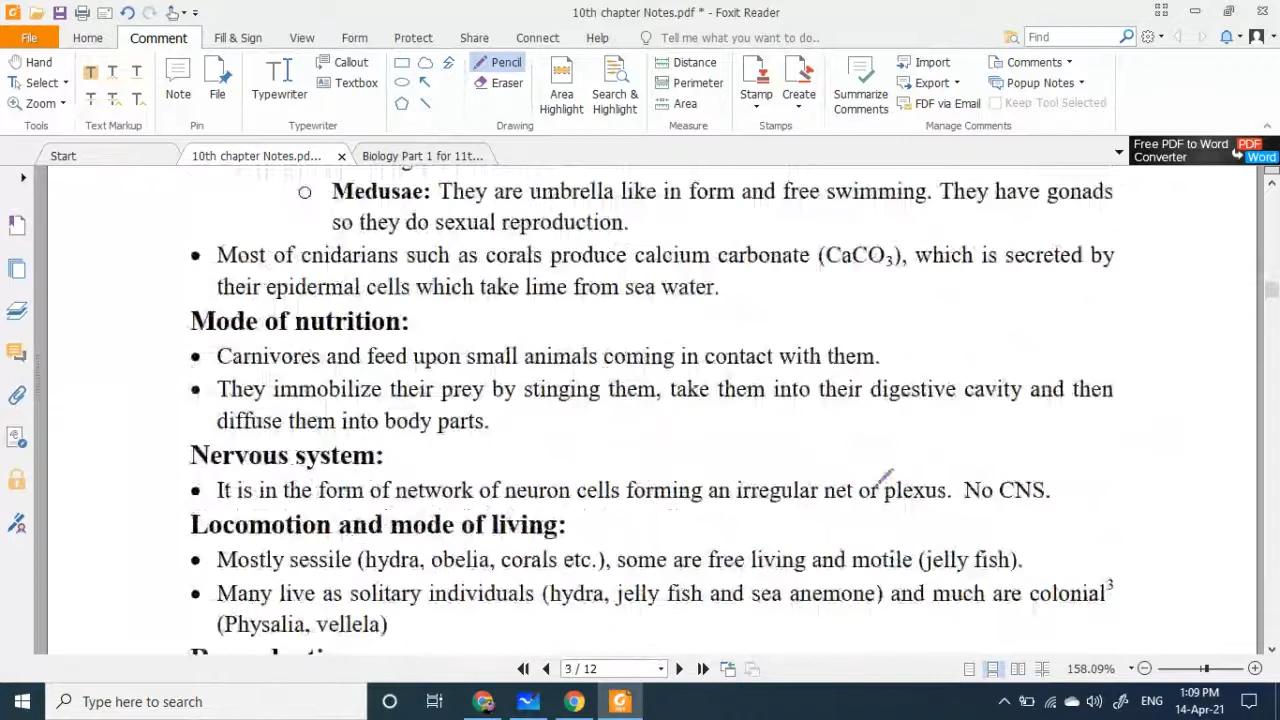 10th chapter Notes.pdf * - Foxit Reader
File Home Comment Fill & Sign View Form Protect Share Connect Help Tell me what you want to do.. Find
Hand Select Zoom
Tools
T T T
T T T
Text Markup
Note File
Pin
Typewriter Callout Textbox
Typewriter
Pencil Eraser Area Highlight Search & Highlight
Drawing
Distance Perimeter Area
Measure
Stamp Create
Stamps
Summarize Comments Import Export FDF via Email Comments Popup Notes Keep Tool Selected
Manage Comments
Start 10th chapter Notes.pd... Biology Part 1 for 11t...
Free PDF to Word PDF
Converter Word
o Medusae: They are umbrella like in form and free swimming. They have gonads
so they do sexual reproduction.
• Most of cnidarians such as corals produce calcium carbonate (CaCO₃), which is secreted by
their epidermal cells which take lime from sea water.
Mode of nutrition:
• Carnivores and feed upon small animals coming in contact with them.
• They immobilize their prey by stinging them, take them into their digestive cavity and then
diffuse them into body parts.
Nervous system:
• It is in the form of network of neuron cells forming an irregular net or plexus. No CNS.
Locomotion and mode of living:
• Mostly sessile (hydra, obelia, corals etc.), some are free living and motile (jelly fish).
• Many live as solitary individuals (hydra, jelly fish and sea anemone) and much are colonial³
(Physalia, vellela)
3 / 12 158.09%
Type here to search ENG 1:09 PM
14-Apr-21